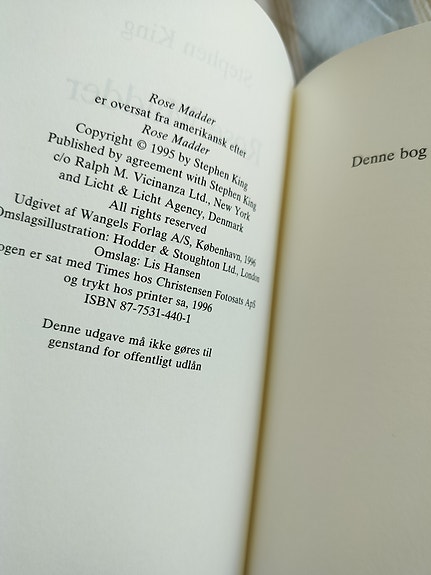 Rose Madder
er oversat fra amerikansk efter
Rose Madder
Copyright © 1995 by Stephen King
Published by agreement with Stephen King
c/o Ralph M. Vicinanza Ltd., New York
and Licht & Licht Agency, Denmark
All rights reserved
Udgivet af Wangels Forlag A/S, København, 1996
Omslagsillustration: Hodder & Stoughton Ltd., London
Omslag: Lis Hansen
ogen er sat med Times hos Christensen Fotosats ApS
og trykt hos printer sa, 1996
ISBN 87-7531-440-1
Denne udgave må ikke gøres til
genstand for offentligt udlån
Denne bog